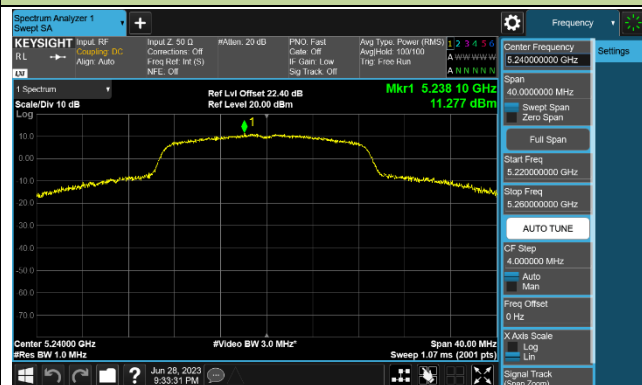 Spectrum Analyzer 1
Swept SA
Frequency
KEYSIGHT
Input: RF
Input Z: 50 Ω
#Atten: 20 dB
PNO: Fast
Avg Type: Power (RMS)
1 2 3 4 5 6
RL
Coupling: DC
Corrections: Off
Gate: Off
Avg|Hold: 100/100
A W W W W W
Align: Auto
Freq Ref: Int (S)
IF Gain: Low
Trig: Free Run
NFE: Off
Sig Track: Off
A N N N N N
LXI
1 Spectrum
Ref Lvl Offset 22.40 dB
Mkr1 5.238 10 GHz
Scale/Div 10 dB
Ref Level 20.00 dBm
11.277 dBm
Log
1
10.0
0.00
-10.0
-20.0
-30.0
-40.0
-50.0
-60.0
-70.0
Center 5.24000 GHz
#Video BW 3.0 MHz*
Span 40.00 MHz
#Res BW 1.0 MHz
Sweep 1.07 ms (2001 pts)
Jun 28, 2023
9:33:31 PM
Center Frequency
5.240000000 GHz
Settings
Span
40.0000000 MHz
Swept Span
Zero Span
Full Span
Start Freq
5.220000000 GHz
Stop Freq
5.260000000 GHz
AUTO TUNE
CF Step
4.000000 MHz
Auto
Man
Freq Offset
0 Hz
X Axis Scale
Log
Lin
Signal Track
(Span Zoom)